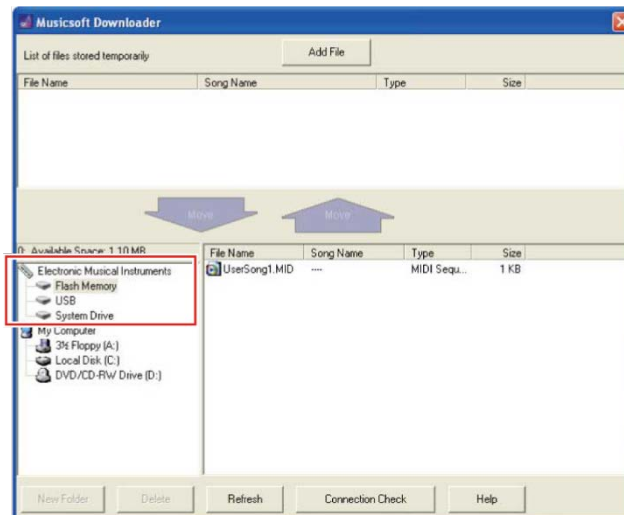 Musicsoft Downloader
List of files stored temporarily
Add File
File Name Song Name Type Size
Move Move
0: Available Space: 1.10 MB
File Name Song Name Type Size
UserSong1.MID ---- MIDI Sequ... 1 KB
Electronic Musical Instruments
Flash Memory
USB
System Drive
My Computer
3½ Floppy (A:)
Local Disk (C:)
DVD/CD-RW Drive (D:)
New Folder Delete Refresh Connection Check Help